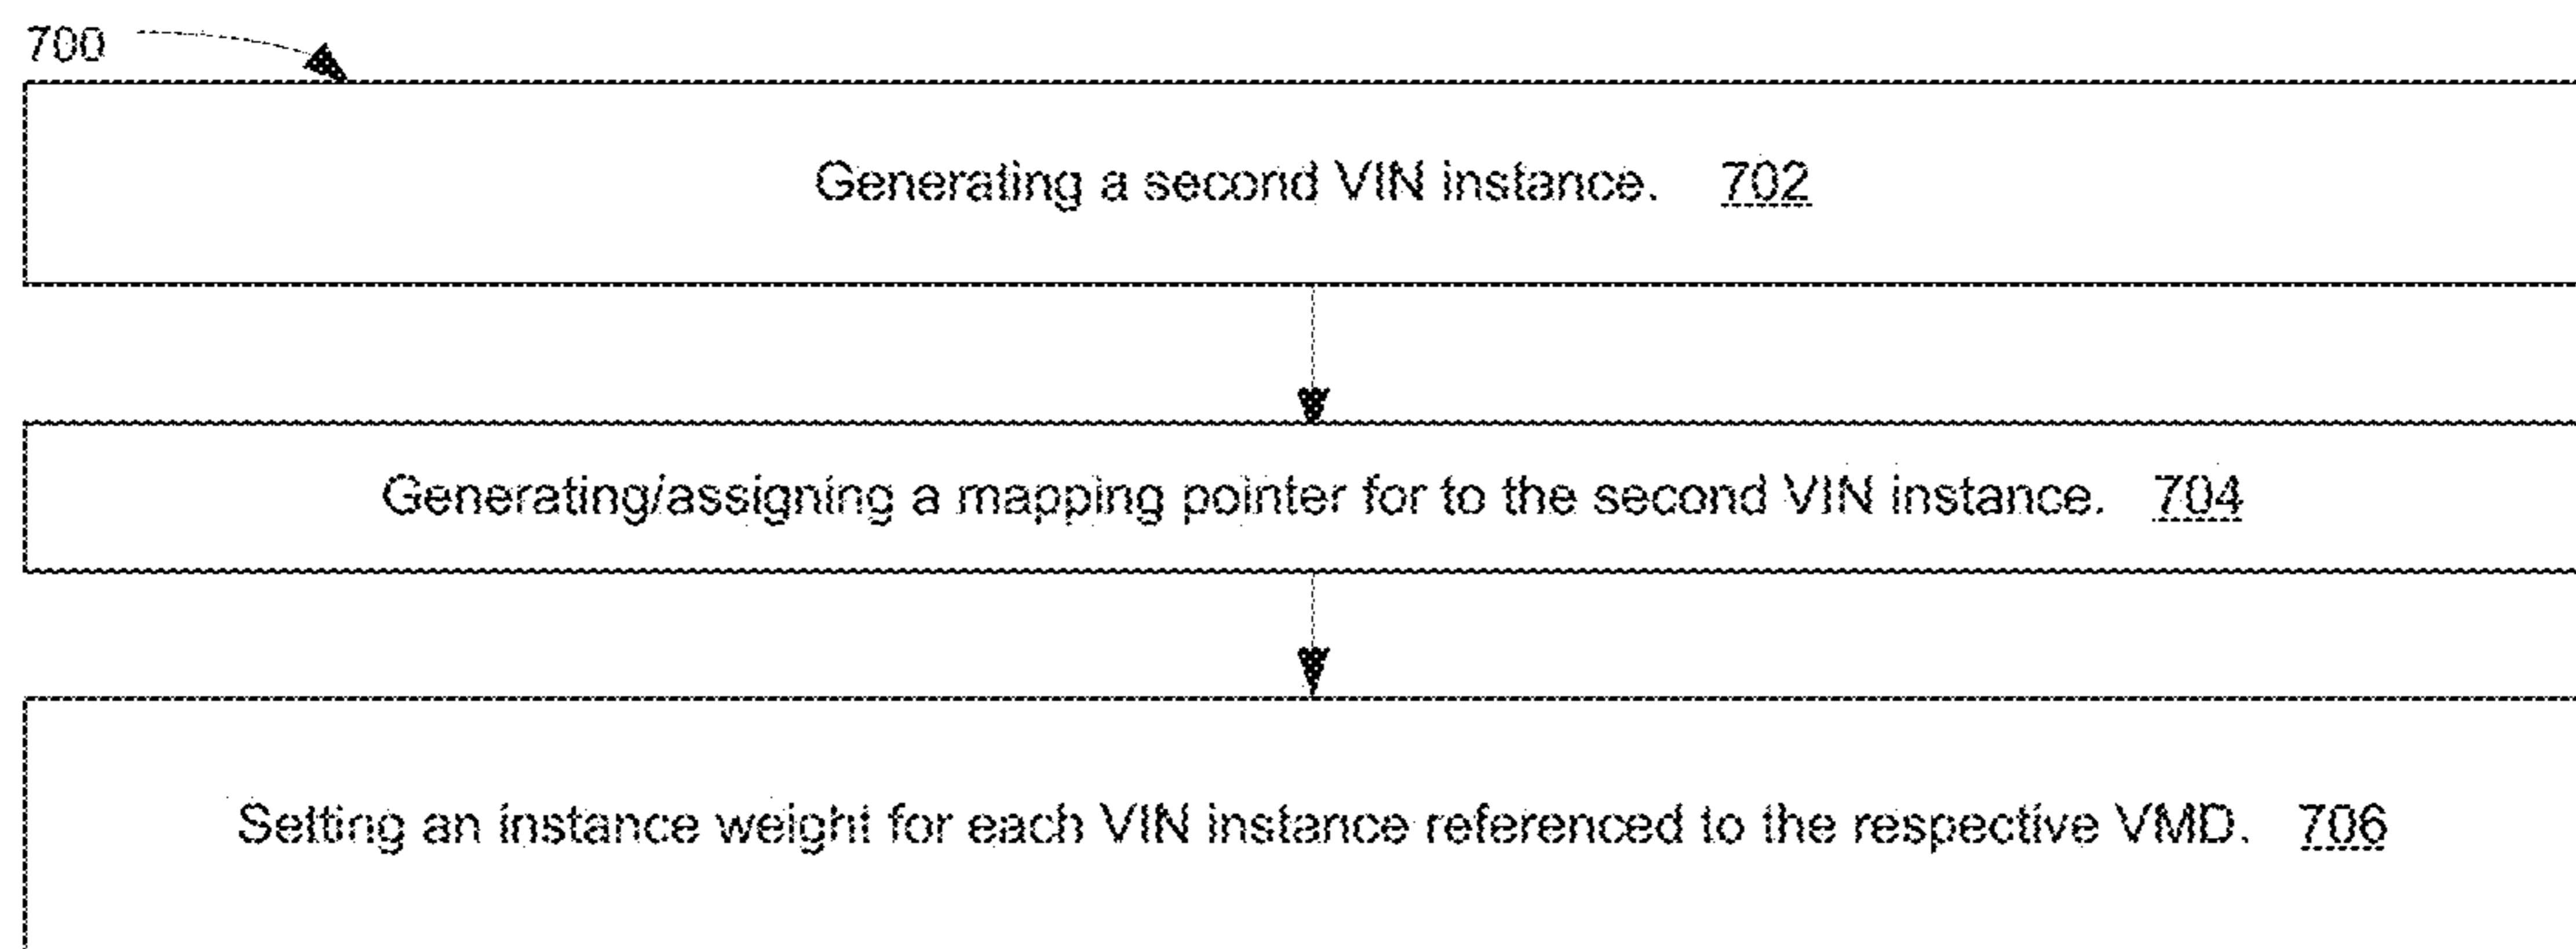 700
Generating a second VIN instance. 702
Generating/assigning a mapping pointer for to the second VIN instance. 704
Setting an instance weight for each VIN instance referenced to the respective VMD. 706